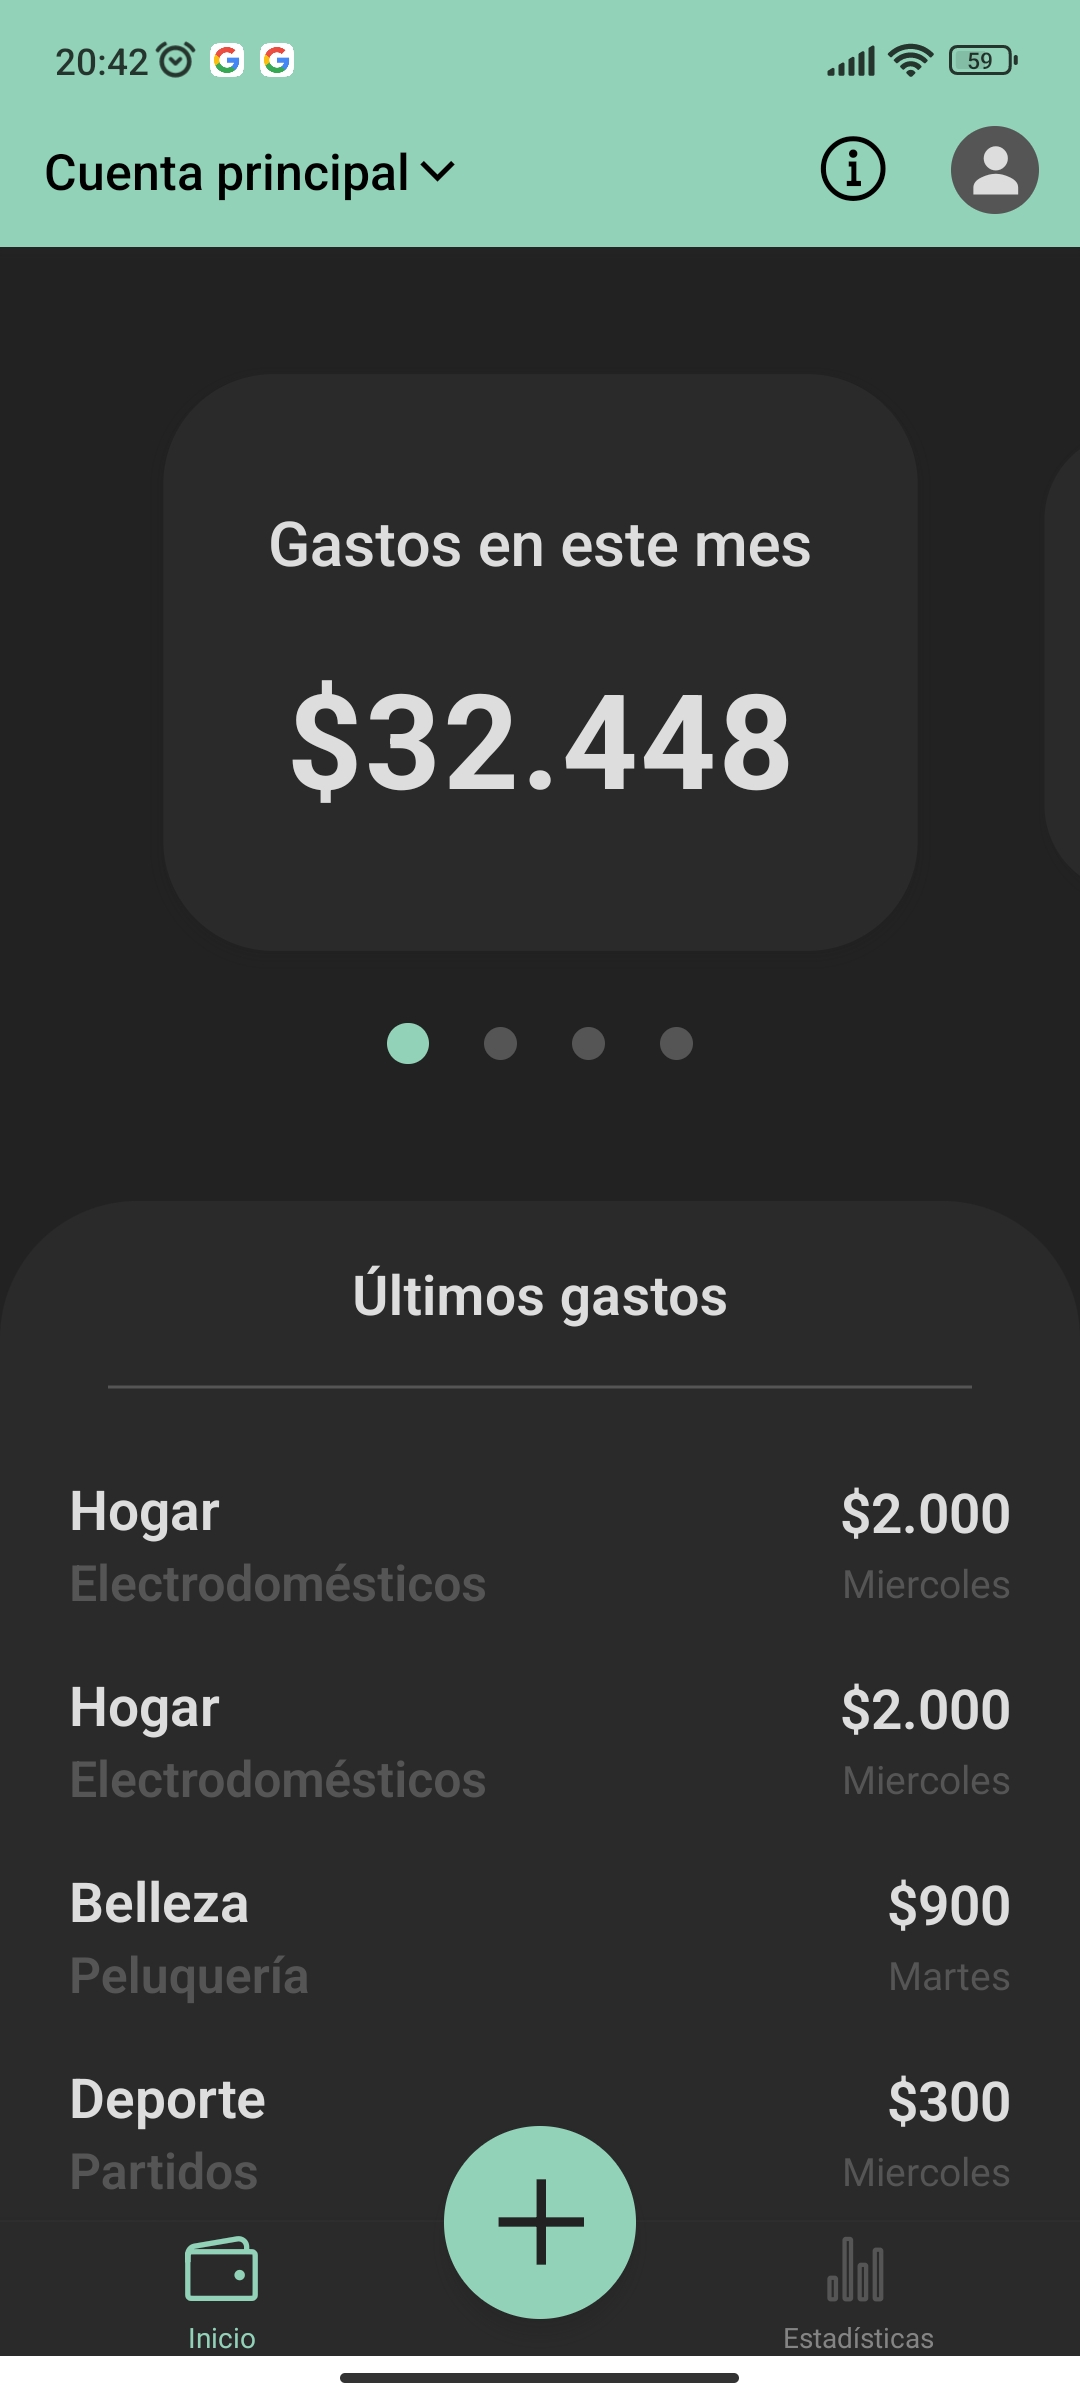 20:42
59
Cuenta principal
Gastos en este mes
$32.448
Últimos gastos
Hogar
$2.000
Electrodomésticos
Miercoles
Hogar
$2.000
Electrodomésticos
Miercoles
Belleza
$900
Peluquería
Martes
Deporte
$300
Partidos
Miercoles
Inicio
Estadísticas